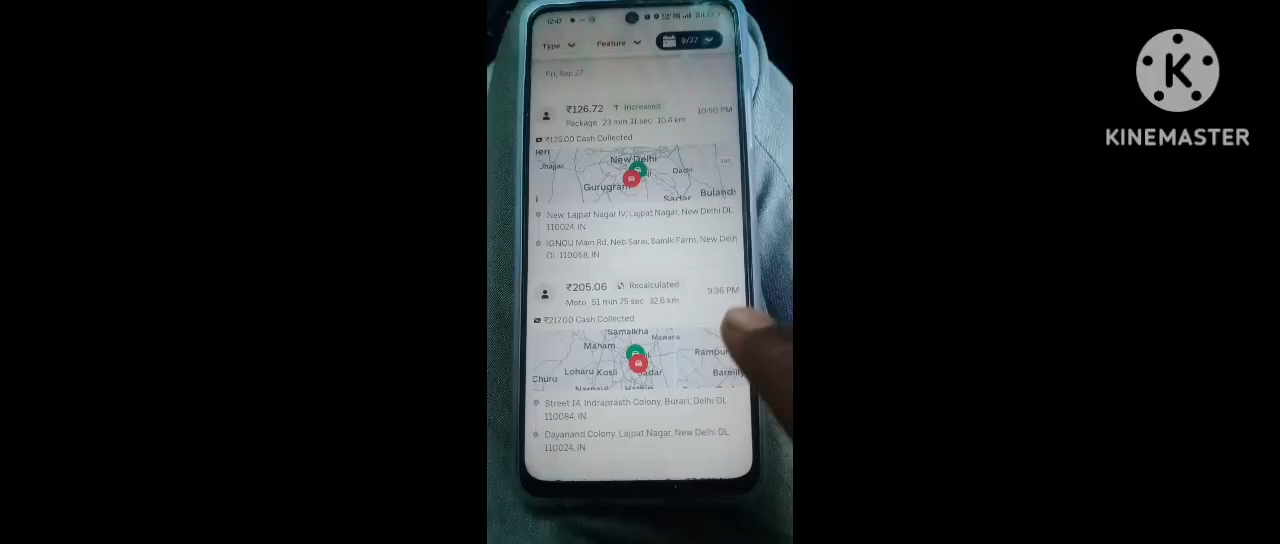 12:47
Type
Feature
9/27
Fri, Sep 27
₹126.72 ↑ Increased
10:50 PM
Package 23 min 31 sec 10.4 km
₹125.00 Cash Collected
Jhajjar
New Delhi
Dadri
Gurugram
Sadar
Bulands
New, Lajpat Nagar IV, Lajpat Nagar, New Delhi DL
110024, IN
IGNOU Main Rd, Neb Sarai, Sainik Farm, New Delh
DL 110068, IN
₹205.06 Recalculated
9:36 PM
Moto 51 min 25 sec 32.6 km
₹217.00 Cash Collected
Samalkha
Maham
Mawana
Rampur
Loharu Kosli
Sadar
Bareilly
Churu
Street 14, Indraprasth Colony, Burari, Delhi DL
110084, IN
Dayanand Colony, Lajpat Nagar, New Delhi DL
110024, IN
K
KINEMASTER